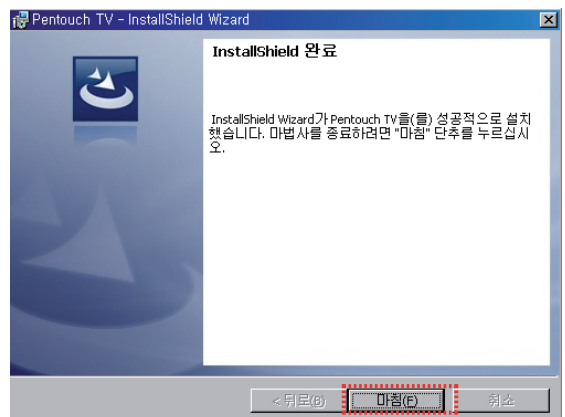 Pentouch TV - InstallShield Wizard
InstallShield 완료
InstallShield Wizard가 Pentouch TV을(를) 성공적으로 설치
했습니다. 마법사를 종료하려면 "마침" 단추를 누르십시
오.
< 뒤로(B) 마침(F) 취소